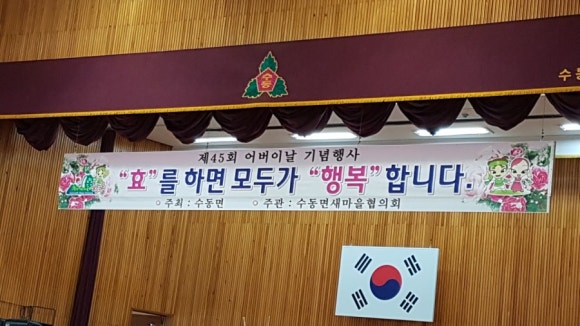 수동
수동
제45회 어버이날 기념행사
"효"를 하면 모두가 "행복"합니다.
○ 주최 : 수동면 ○ 주관 : 수동면새마을협의회